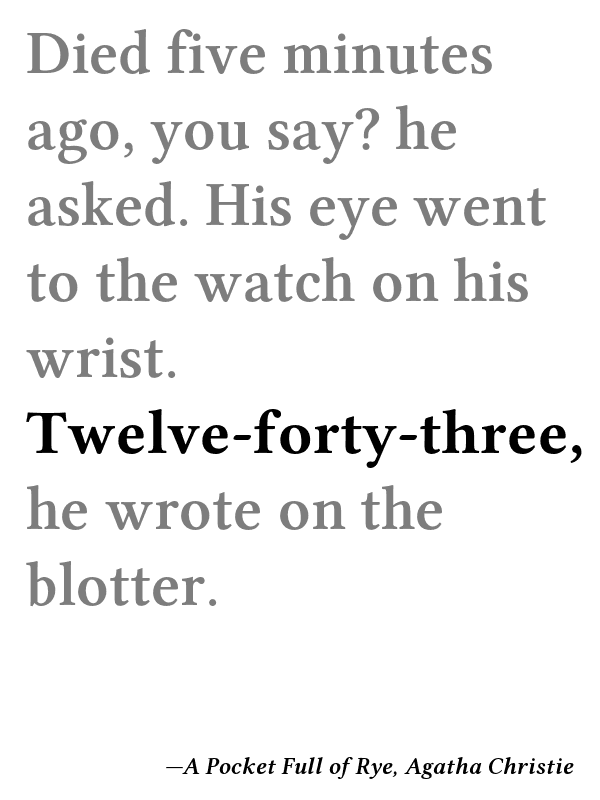 Died five minutes
ago, you say? he
asked. His eye went
to the watch on his
wrist.
Twelve-forty-three,
he wrote on the
blotter.
—A Pocket Full of Rye, Agatha Christie